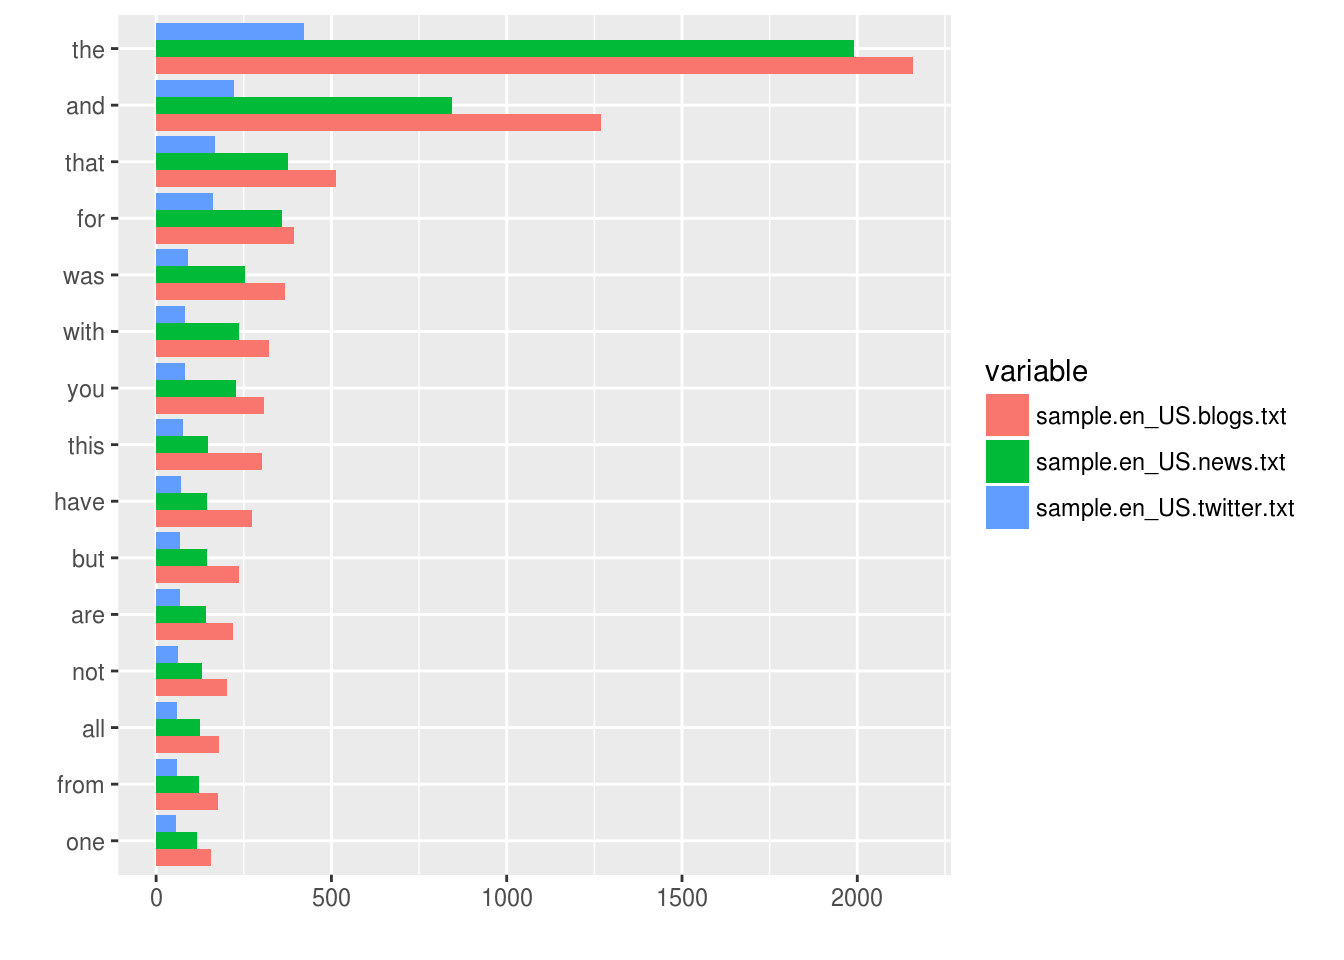 the
and
that
for
was
with
you
this
have
but
are
not
all
from
one
0 500 1000 1500 2000
variable
sample.en_US.blogs.txt
sample.en_US.news.txt
sample.en_US.twitter.txt